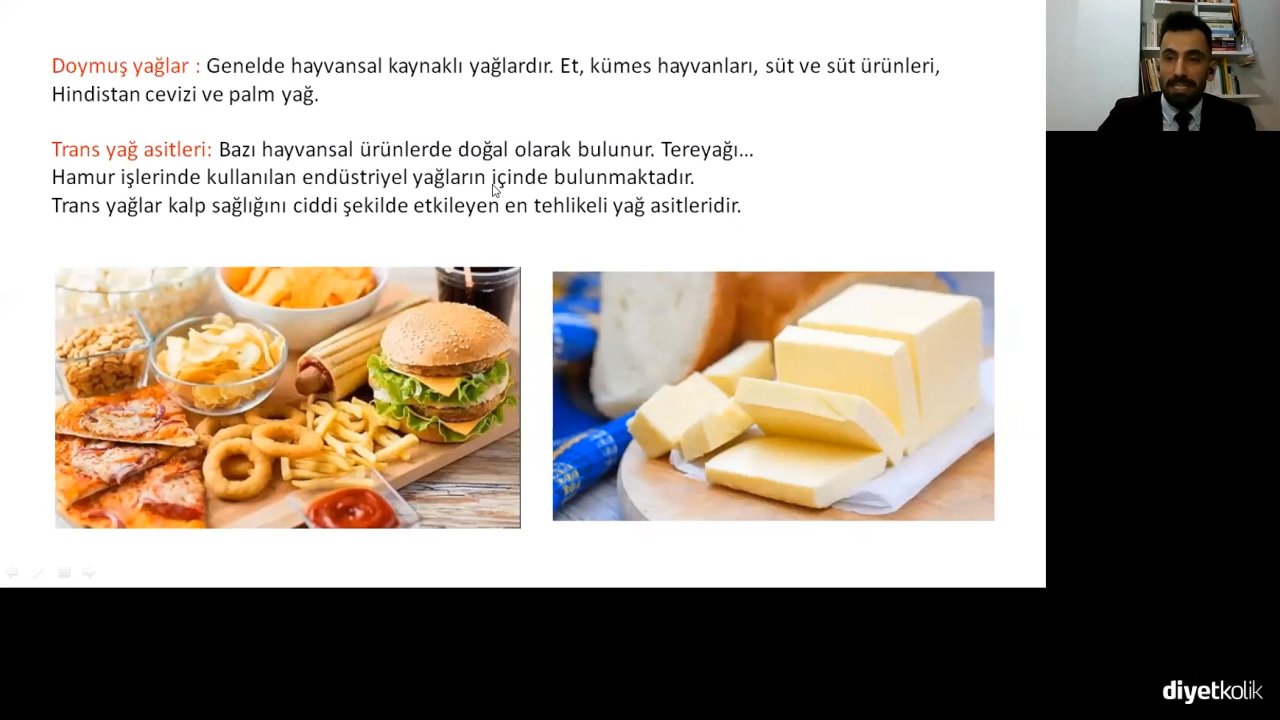 Doymuş yağlar : Genelde hayvansal kaynaklı yağlardır. Et, kümes hayvanları, süt ve süt ürünleri,
Hindistan cevizi ve palm yağ.
Trans yağ asitleri: Bazı hayvansal ürünlerde doğal olarak bulunur. Tereyağı...
Hamur işlerinde kullanılan endüstriyel yağların içinde bulunmaktadır.
Trans yağlar kalp sağlığını ciddi şekilde etkileyen en tehlikeli yağ asitleridir.
diyetkolik